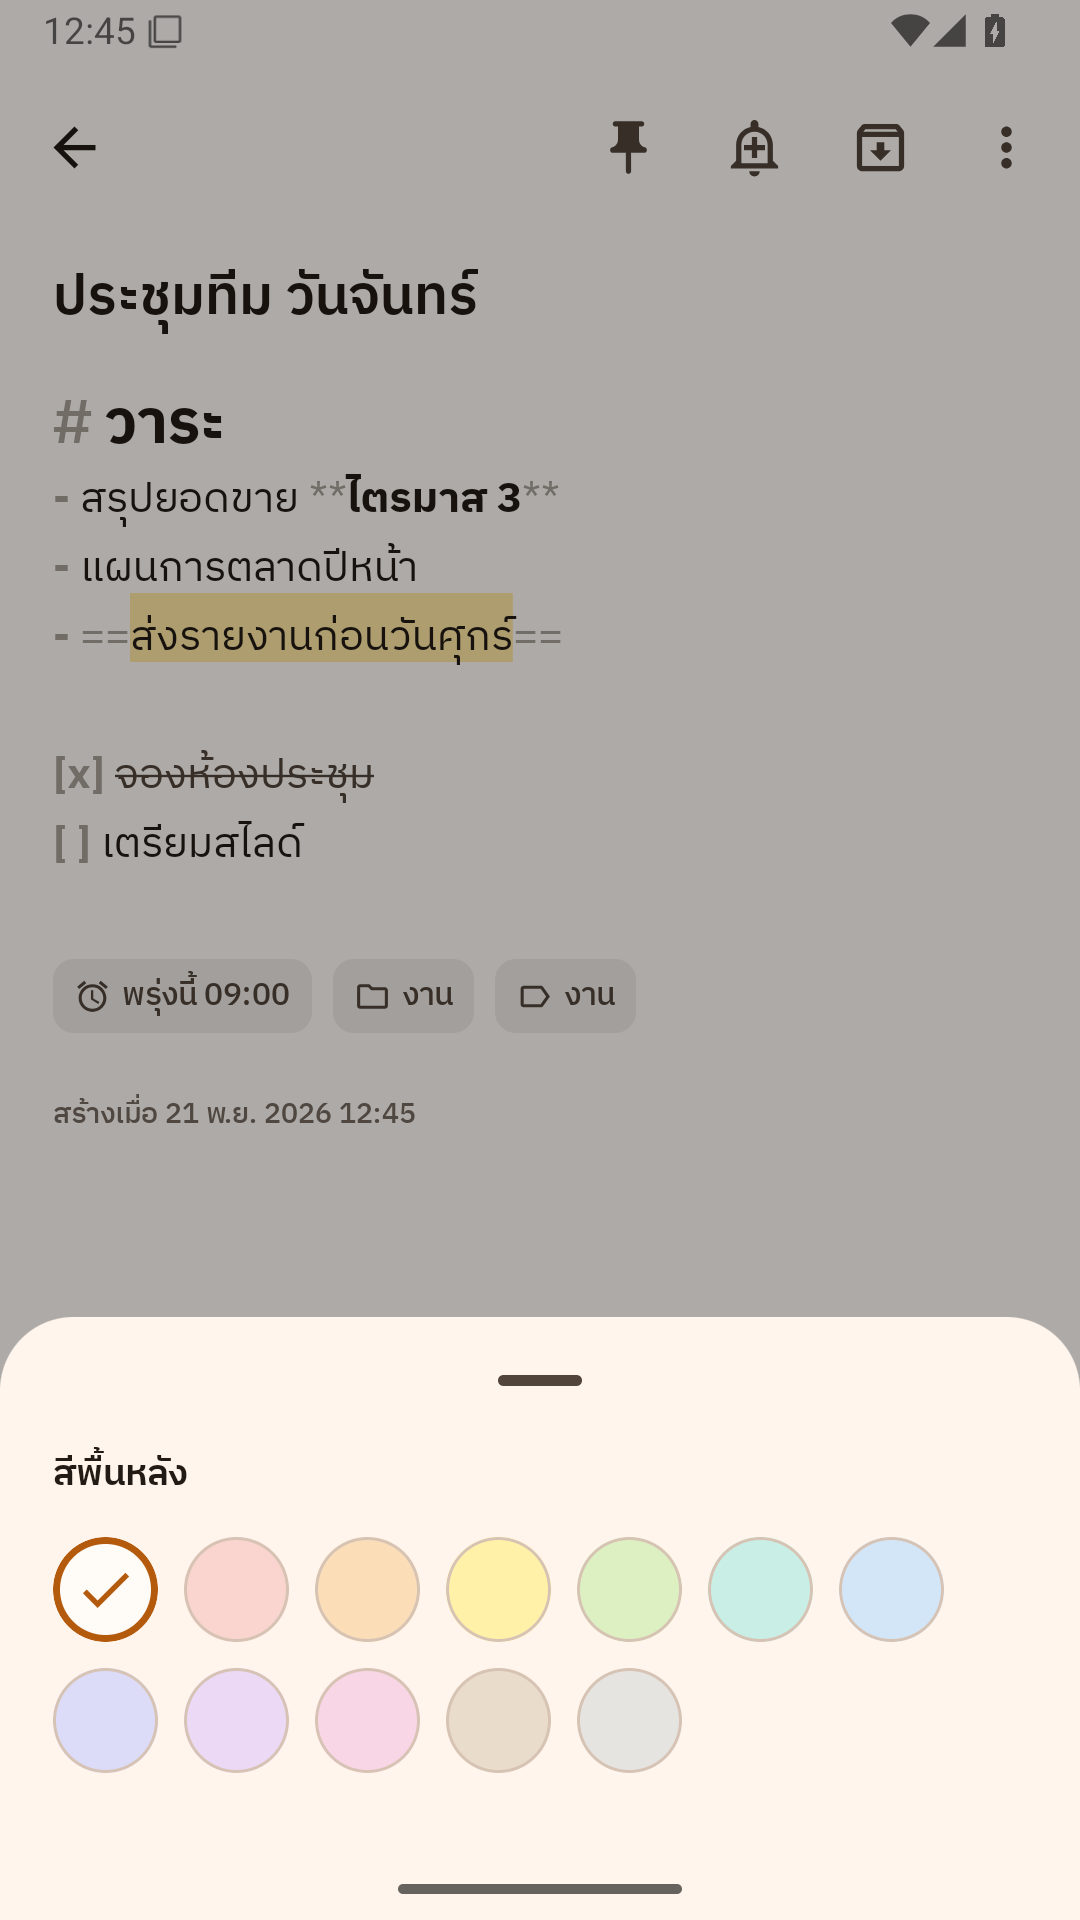 12:45
ประชุมทีม วันจันทร์
# วาระ
- สรุปยอดขาย **ไตรมาส 3**
- แผนการตลาดปีหน้า
- ==ส่งรายงานก่อนวันศุกร์==
[x] จองห้องประชุม
[ ] เตรียมสไลด์
พรุ่งนี้ 09:00 งาน งาน
สร้างเมื่อ 21 พ.ย. 2026 12:45
สีพื้นหลัง